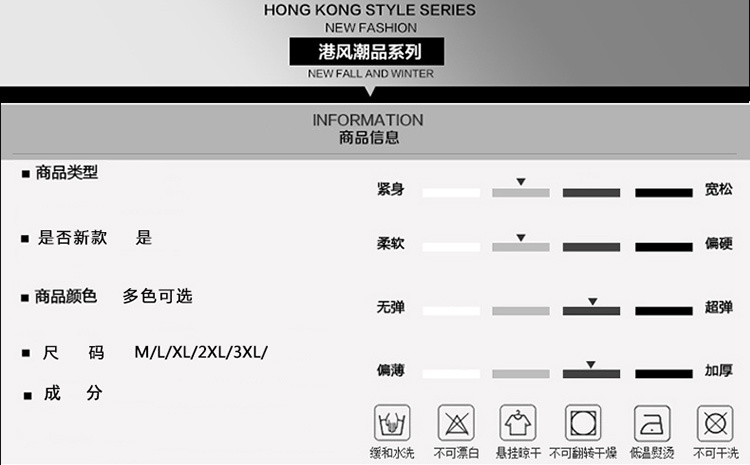 HONG KONG STYLE SERIES
NEW FASHION
港风潮品系列
NEW FALL AND WINTER
INFORMATION
商品信息
■ 商品类型
紧身 宽松
■ 是否新款 是
柔软 偏硬
■ 商品颜色 多色可选
无弹 超弹
■ 尺 码 M/L/XL/2XL/3XL/
偏薄 加厚
■ 成 分
缓和水洗 不可漂白 悬挂晾干 不可翻转干燥 低温熨烫 不可干洗